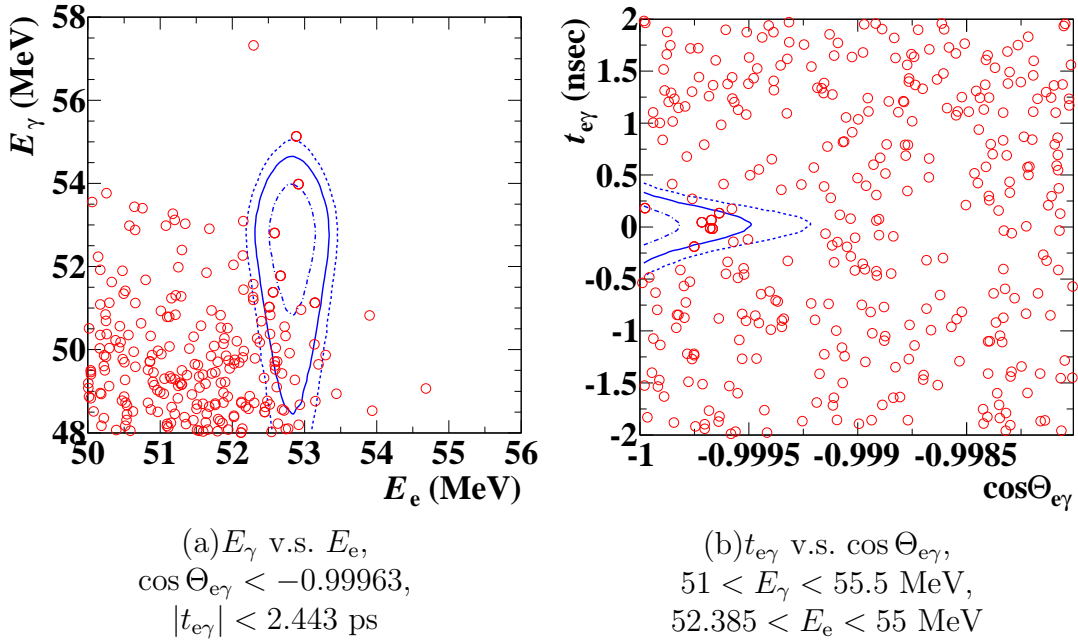 E_γ (MeV)
58
56
54
52
50
48
50 51 52 53 54 55 56
E_e (MeV)
t_eγ (nsec)
2
1.5
1
0.5
0
-0.5
-1
-1.5
-2
-1 -0.9995 -0.999 -0.9985
cosΘ_eγ
(a)E_γ v.s. E_e,
cos Θ_eγ < −0.99963,
|t_eγ| < 2.443 ps
(b)t_eγ v.s. cos Θ_eγ,
51 < E_γ < 55.5 MeV,
52.385 < E_e < 55 MeV